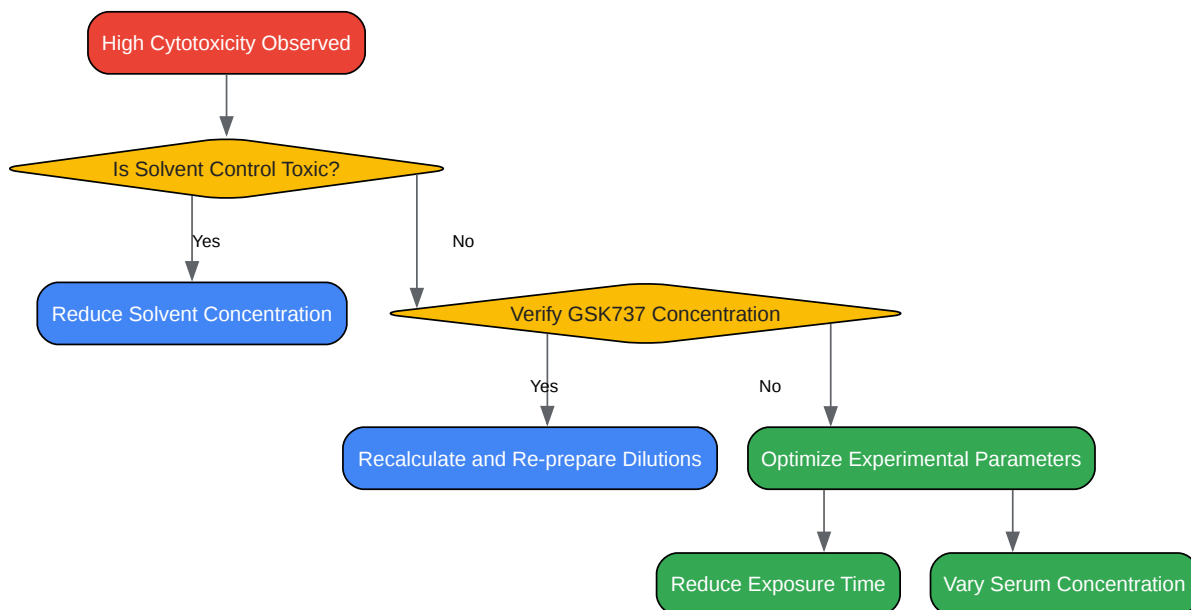 High Cytotoxicity Observed
Is Solvent Control Toxic?
Yes
No
Reduce Solvent Concentration
Verify GSK737 Concentration
Yes
No
Recalculate and Re-prepare Dilutions
Optimize Experimental Parameters
Reduce Exposure Time
Vary Serum Concentration